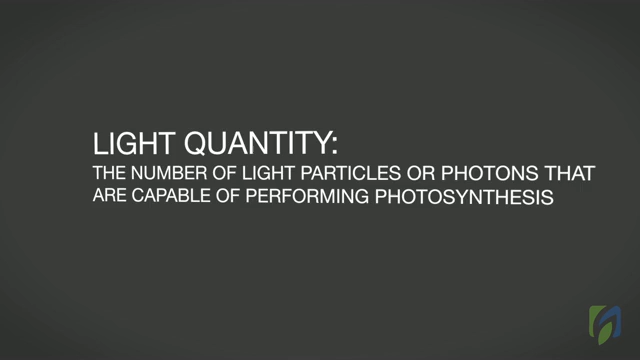 LIGHT QUANTITY:
THE NUMBER OF LIGHT PARTICLES OR PHOTONS THAT
ARE CAPABLE OF PERFORMING PHOTOSYNTHESIS